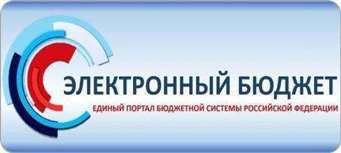 ЭЛЕКТРОННЫЙ БЮДЖЕТ
ЕДИНЫЙ ПОРТАЛ БЮДЖЕТНОЙ СИСТЕМЫ РОССИЙСКОЙ ФЕДЕРАЦИИ